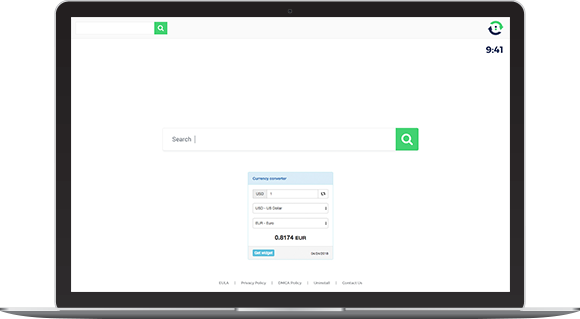 9:41
Search
Currency converter
USD 1
USD - US Dollar
EUR - Euro
0.8174 EUR
Get widget 04/24/2018
EULA | Privacy Policy | DMCA Policy | Uninstall | Contact Us